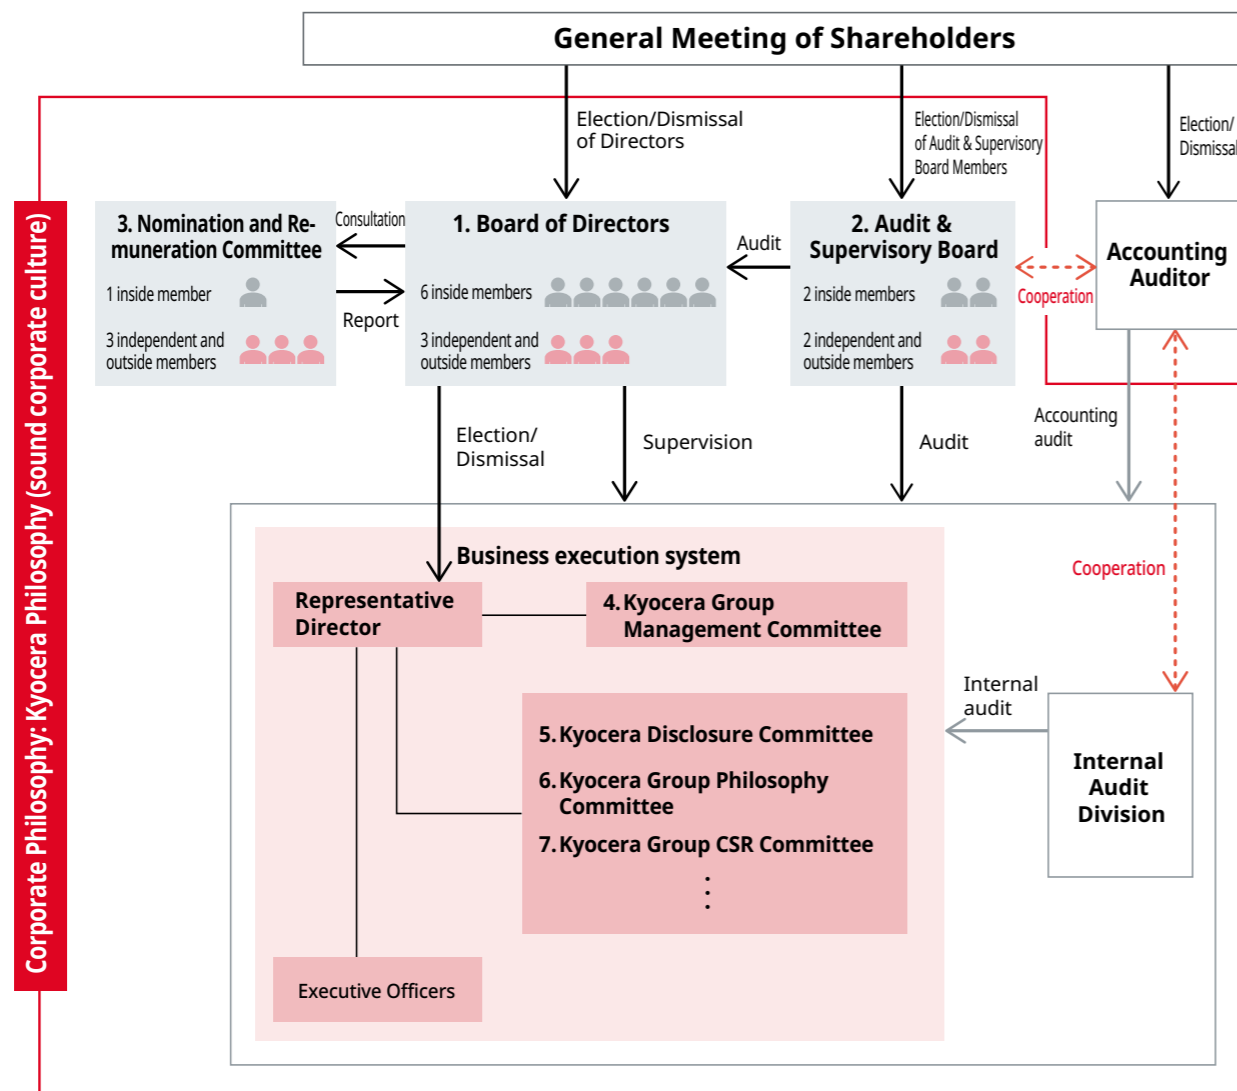 General Meeting of Shareholders
Election/Dismissal
of Directors
Election/Dismissal
of Audit & Supervisory
Board Members
Election/
Dismissal
Corporate Philosophy: Kyocera Philosophy (sound corporate culture)
3. Nomination and Re-
muneration Committee
1 inside member
3 independent and
outside members
Consultation
Report
1. Board of Directors
6 inside members
3 independent and
outside members
Audit
2. Audit &
Supervisory Board
2 inside members
2 independent and
outside members
Cooperation
Accounting
Auditor
Election/
Dismissal
Supervision
Audit
Accounting
audit
Cooperation
Business execution system
Representative
Director
4. Kyocera Group
Management Committee
5. Kyocera Disclosure Committee
6. Kyocera Group Philosophy
Committee
7. Kyocera Group CSR Committee
⋮
Executive Officers
Internal
audit
Internal
Audit
Division